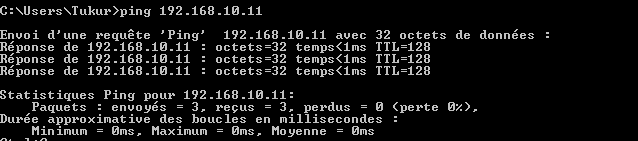 C:\Users\Tukur>ping 192.168.10.11
Envoi d'une requête 'Ping'  192.168.10.11 avec 32 octets de données :
Réponse de 192.168.10.11 : octets=32 temps<1ms TTL=128
Réponse de 192.168.10.11 : octets=32 temps<1ms TTL=128
Réponse de 192.168.10.11 : octets=32 temps<1ms TTL=128
Statistiques Ping pour 192.168.10.11:
    Paquets : envoyés = 3, reçus = 3, perdus = 0 (perte 0%),
Durée approximative des boucles en millisecondes :
    Minimum = 0ms, Maximum = 0ms, Moyenne = 0ms